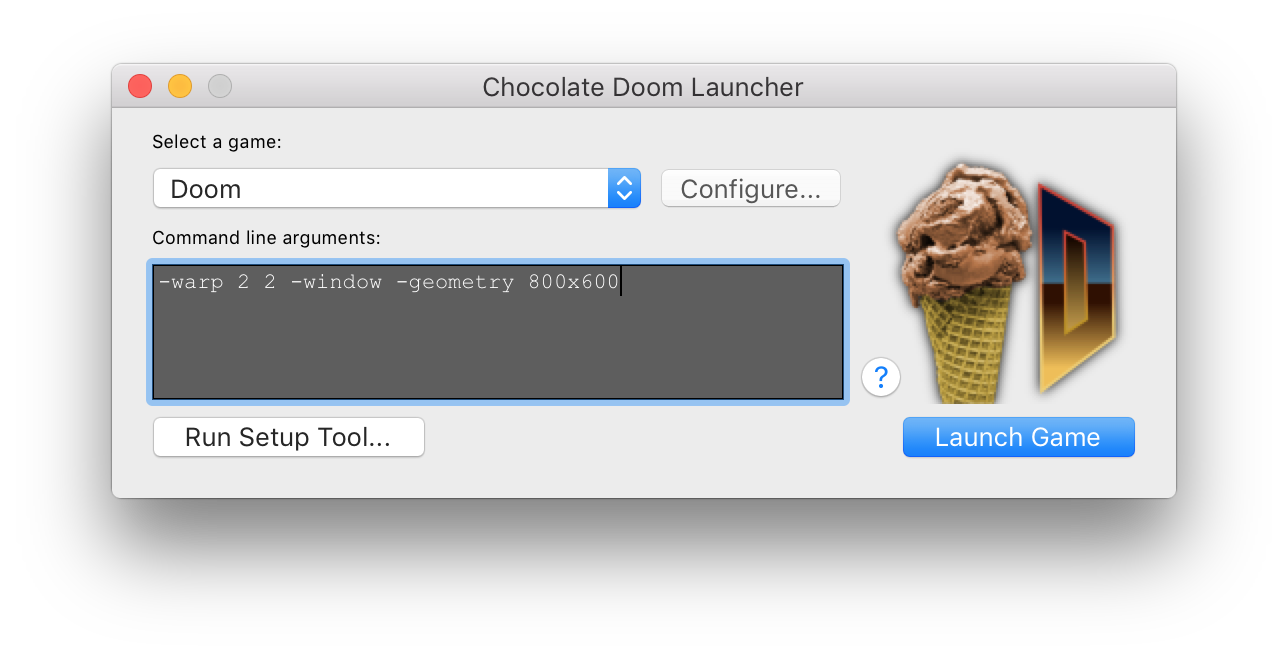 Chocolate Doom Launcher
Select a game:
Doom
Configure...
Command line arguments:
-warp 2 2 -window -geometry 800x600
?
Run Setup Tool...
Launch Game